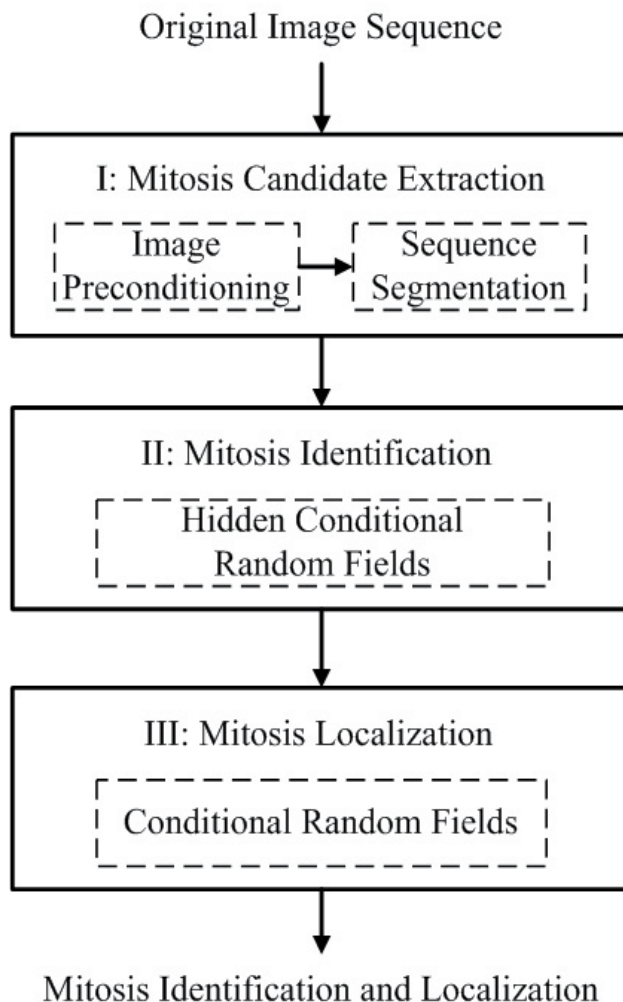 Original Image Sequence
I: Mitosis Candidate Extraction
Image
Preconditioning
Sequence
Segmentation
II: Mitosis Identification
Hidden Conditional
Random Fields
III: Mitosis Localization
Conditional Random Fields
Mitosis Identification and Localization